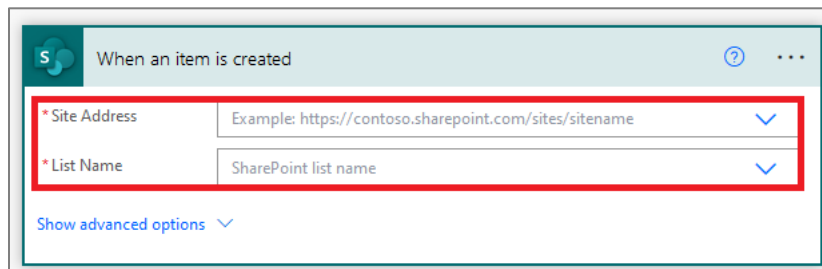 S
When an item is created
* Site Address
Example: https://contoso.sharepoint.com/sites/sitename
* List Name
SharePoint list name
Show advanced options